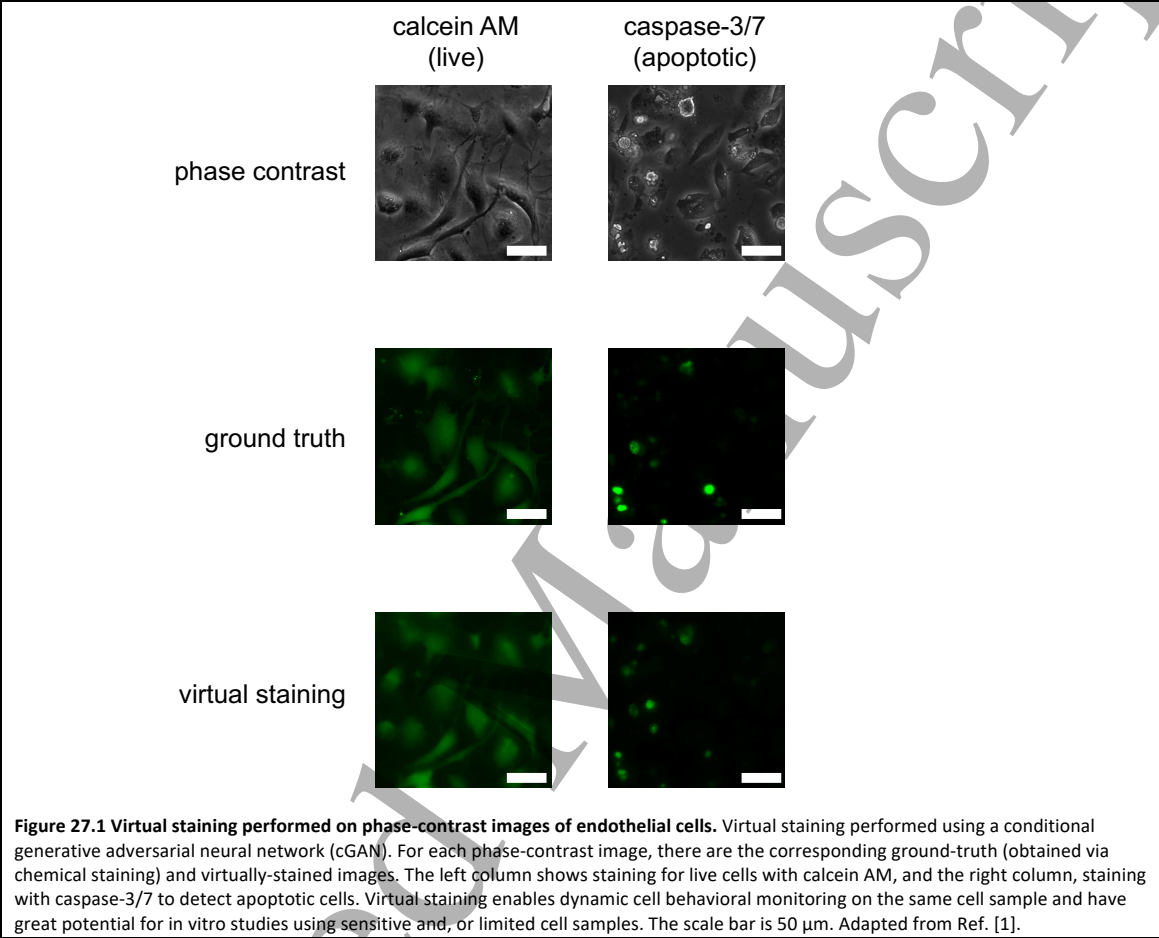 calcein AM
(live)
caspase-3/7
(apoptotic)
phase contrast
ground truth
virtual staining
Figure 27.1 Virtual staining performed on phase-contrast images of endothelial cells. Virtual staining performed using a conditional
generative adversarial neural network (cGAN). For each phase-contrast image, there are the corresponding ground-truth (obtained via
chemical staining) and virtually-stained images. The left column shows staining for live cells with calcein AM, and the right column, staining
with caspase-3/7 to detect apoptotic cells. Virtual staining enables dynamic cell behavioral monitoring on the same cell sample and have
great potential for in vitro studies using sensitive and, or limited cell samples. The scale bar is 50 µm. Adapted from Ref. [1].